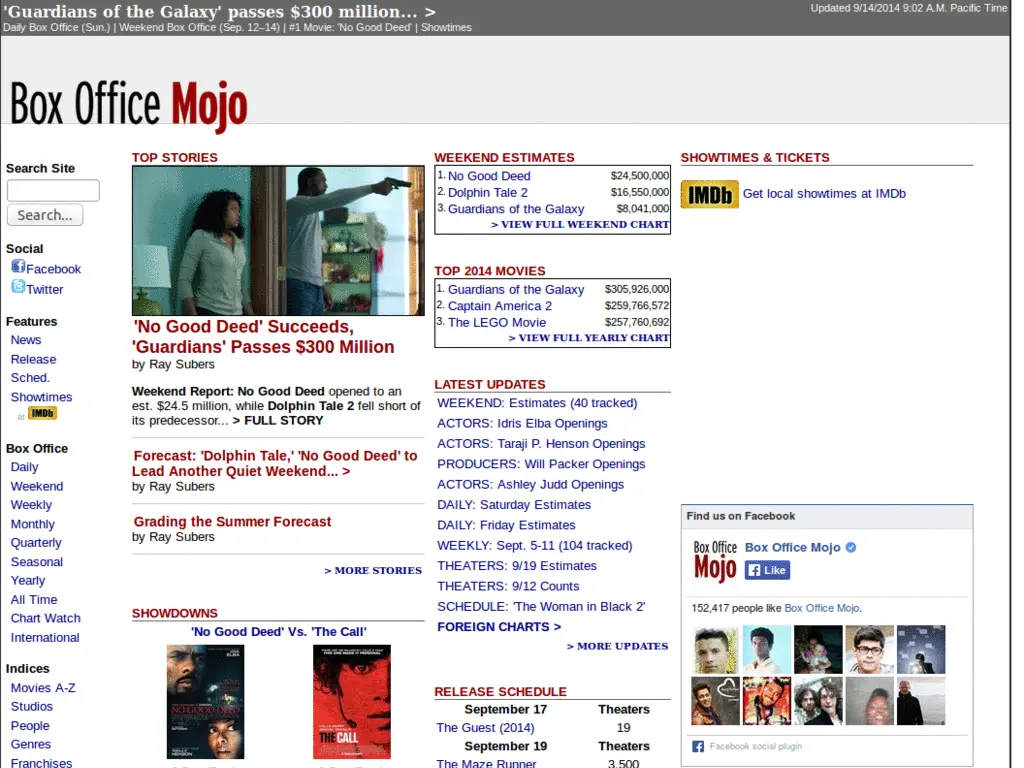 'Guardians of the Galaxy' passes $300 million... >
Updated 9/14/2014 9:02 A.M. Pacific Time
Daily Box Office (Sun.) | Weekend Box Office (Sep. 12–14) | #1 Movie: 'No Good Deed' | Showtimes
Box Office Mojo
Search Site
Search...
Social
Facebook
Twitter
Features
News
Release
Sched.
Showtimes
at IMDb
Box Office
Daily
Weekend
Weekly
Monthly
Quarterly
Seasonal
Yearly
All Time
Chart Watch
International
Indices
Movies A-Z
Studios
People
Genres
Franchises
TOP STORIES
'No Good Deed' Succeeds,
'Guardians' Passes $300 Million
by Ray Subers
Weekend Report: No Good Deed opened to an
est. $24.5 million, while Dolphin Tale 2 fell short of
its predecessor... > FULL STORY
Forecast: 'Dolphin Tale,' 'No Good Deed' to
Lead Another Quiet Weekend... >
by Ray Subers
Grading the Summer Forecast
by Ray Subers
> MORE STORIES
SHOWDOWNS
'No Good Deed' Vs. 'The Call'
NO GOOD DEED
THE CALL
WEEKEND ESTIMATES
1. No Good Deed $24,500,000
2. Dolphin Tale 2 $16,550,000
3. Guardians of the Galaxy $8,041,000
> VIEW FULL WEEKEND CHART
TOP 2014 MOVIES
1. Guardians of the Galaxy $305,926,000
2. Captain America 2 $259,766,572
3. The LEGO Movie $257,760,692
> VIEW FULL YEARLY CHART
LATEST UPDATES
WEEKEND: Estimates (40 tracked)
ACTORS: Idris Elba Openings
ACTORS: Taraji P. Henson Openings
PRODUCERS: Will Packer Openings
ACTORS: Ashley Judd Openings
DAILY: Saturday Estimates
DAILY: Friday Estimates
WEEKLY: Sept. 5-11 (104 tracked)
THEATERS: 9/19 Estimates
THEATERS: 9/12 Counts
SCHEDULE: 'The Woman in Black 2'
FOREIGN CHARTS >
> MORE UPDATES
RELEASE SCHEDULE
September 17 Theaters
The Guest (2014) 19
September 19 Theaters
The Maze Runner 3,500
SHOWTIMES & TICKETS
IMDb Get local showtimes at IMDb
Find us on Facebook
Box Office Mojo
Box Office Mojo
Like
152,417 people like Box Office Mojo.
Facebook social plugin